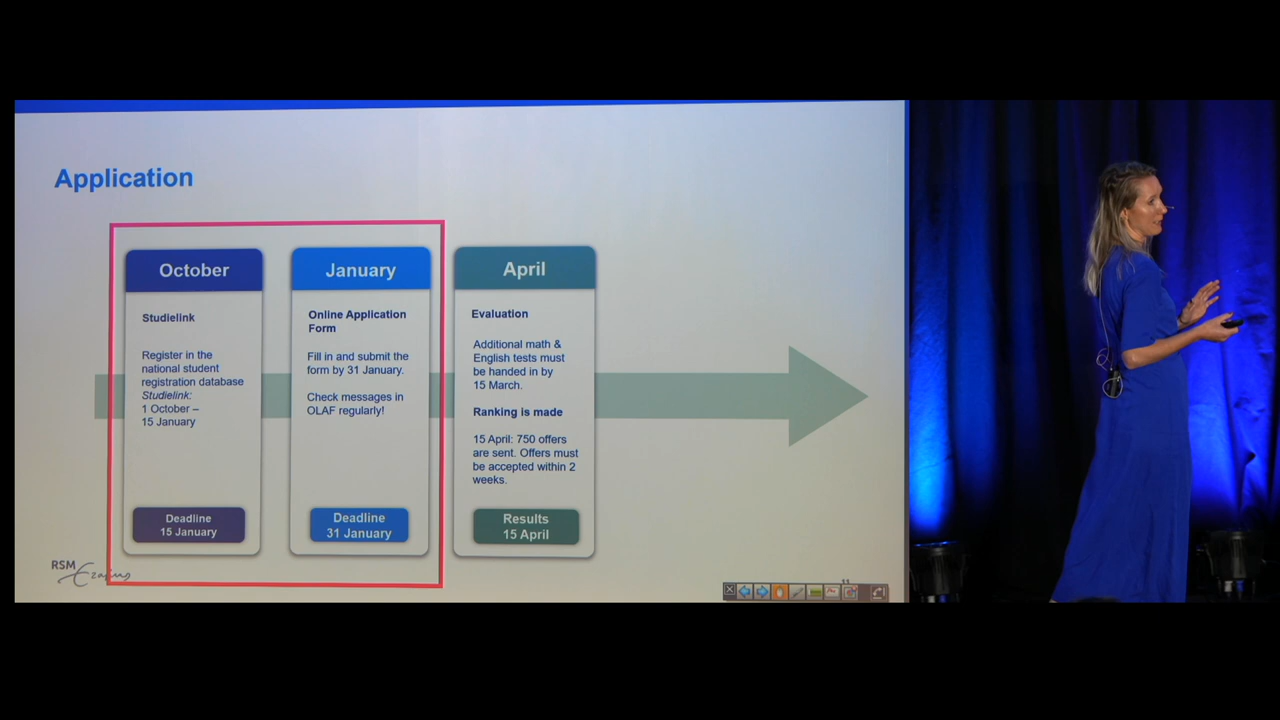 Application
October
Studielink
Register in the
national student
registration database
Studielink:
1 October –
15 January
Deadline
15 January
January
Online Application
Form
Fill in and submit the
form by 31 January.
Check messages in
OLAF regularly!
Deadline
31 January
April
Evaluation
Additional math &
English tests must
be handed in by
15 March.
Ranking is made
15 April: 750 offers
are sent. Offers must
be accepted within 2
weeks.
Results
15 April
RSM
Erasmus
11